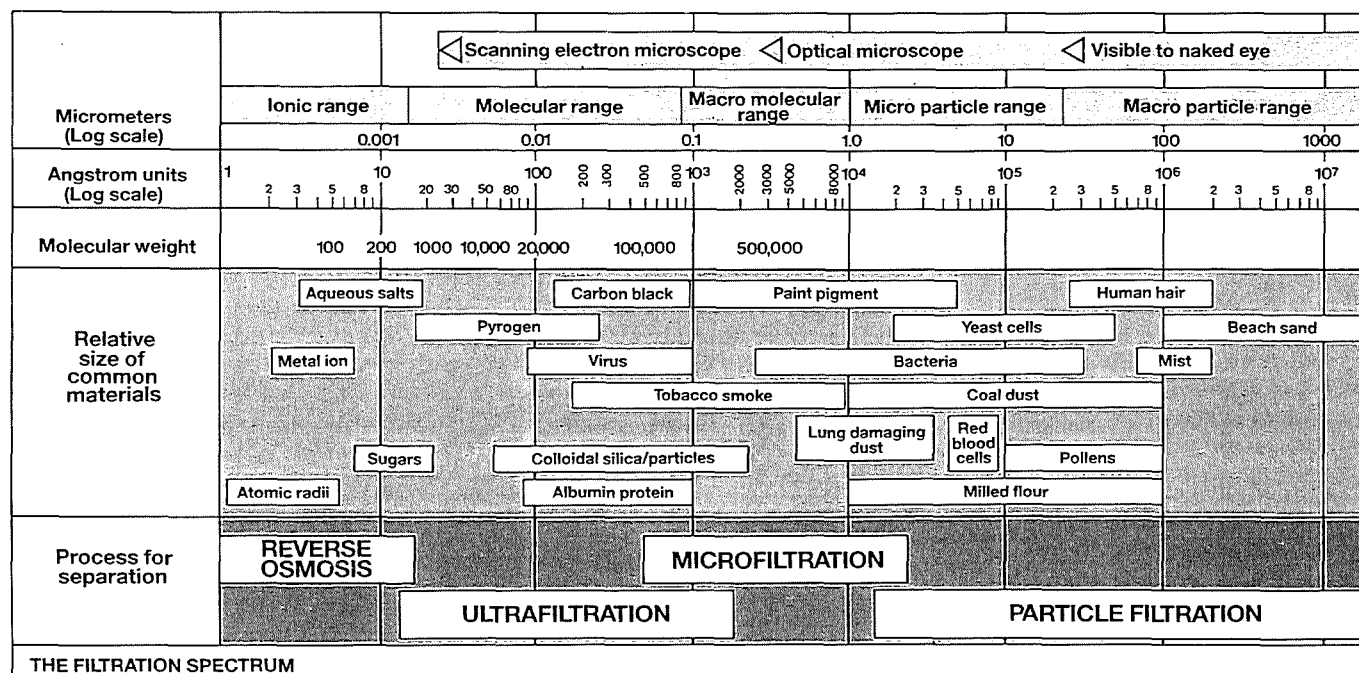 Scanning electron microscope Optical microscope Visible to naked eye
Micrometers
(Log scale)
Ionic range Molecular range Macro molecular
range Micro particle range Macro particle range
0.001 0.01 0.1 1.0 10 100 1000
Angstrom units
(Log scale)
1 10 100 10³ 10⁴ 10⁵ 10⁶ 10⁷
2 3 5 8 20 30 50 80 200 300 500 800 2000 3000 5000 8000 2 3 5 8 2 3 5 8 2 3 5 8
Molecular weight 100 200 1000 10,000 20,000 100,000 500,000
Relative
size of
common
materials
Aqueous salts Carbon black Paint pigment Human hair
Pyrogen Yeast cells Beach sand
Metal ion Virus Bacteria Mist
Tobacco smoke Coal dust
Lung damaging
dust
Red
blood
cells
Sugars Colloidal silica/particles Pollens
Atomic radii Albumin protein Milled flour
Process for
separation
REVERSE
OSMOSIS
MICROFILTRATION
ULTRAFILTRATION PARTICLE FILTRATION
THE FILTRATION SPECTRUM